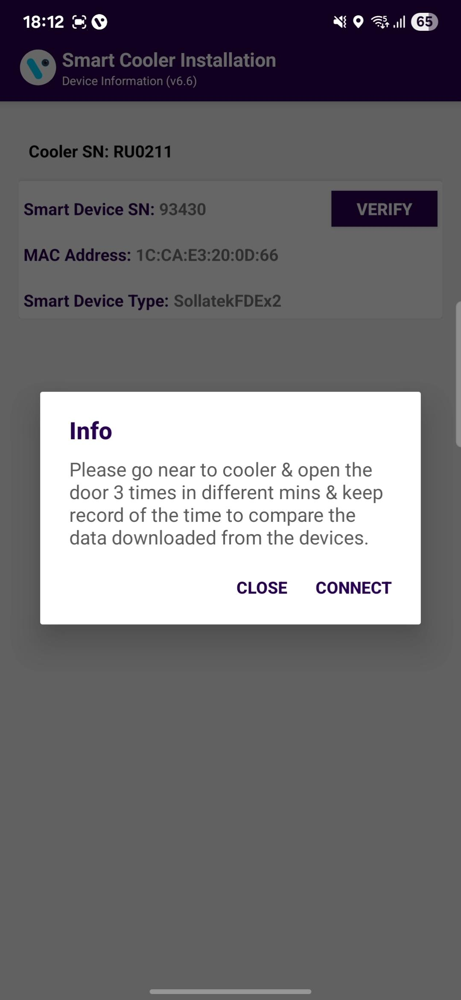 18:12
5
65
Smart Cooler Installation
Device Information (v6.6)
Cooler SN: RU0211
Smart Device SN: 93430
VERIFY
MAC Address: 1C:CA:E3:20:0D:66
Smart Device Type: SollatekFDEx2
Info
Please go near to cooler & open the
door 3 times in different mins & keep
record of the time to compare the
data downloaded from the devices.
CLOSE
CONNECT